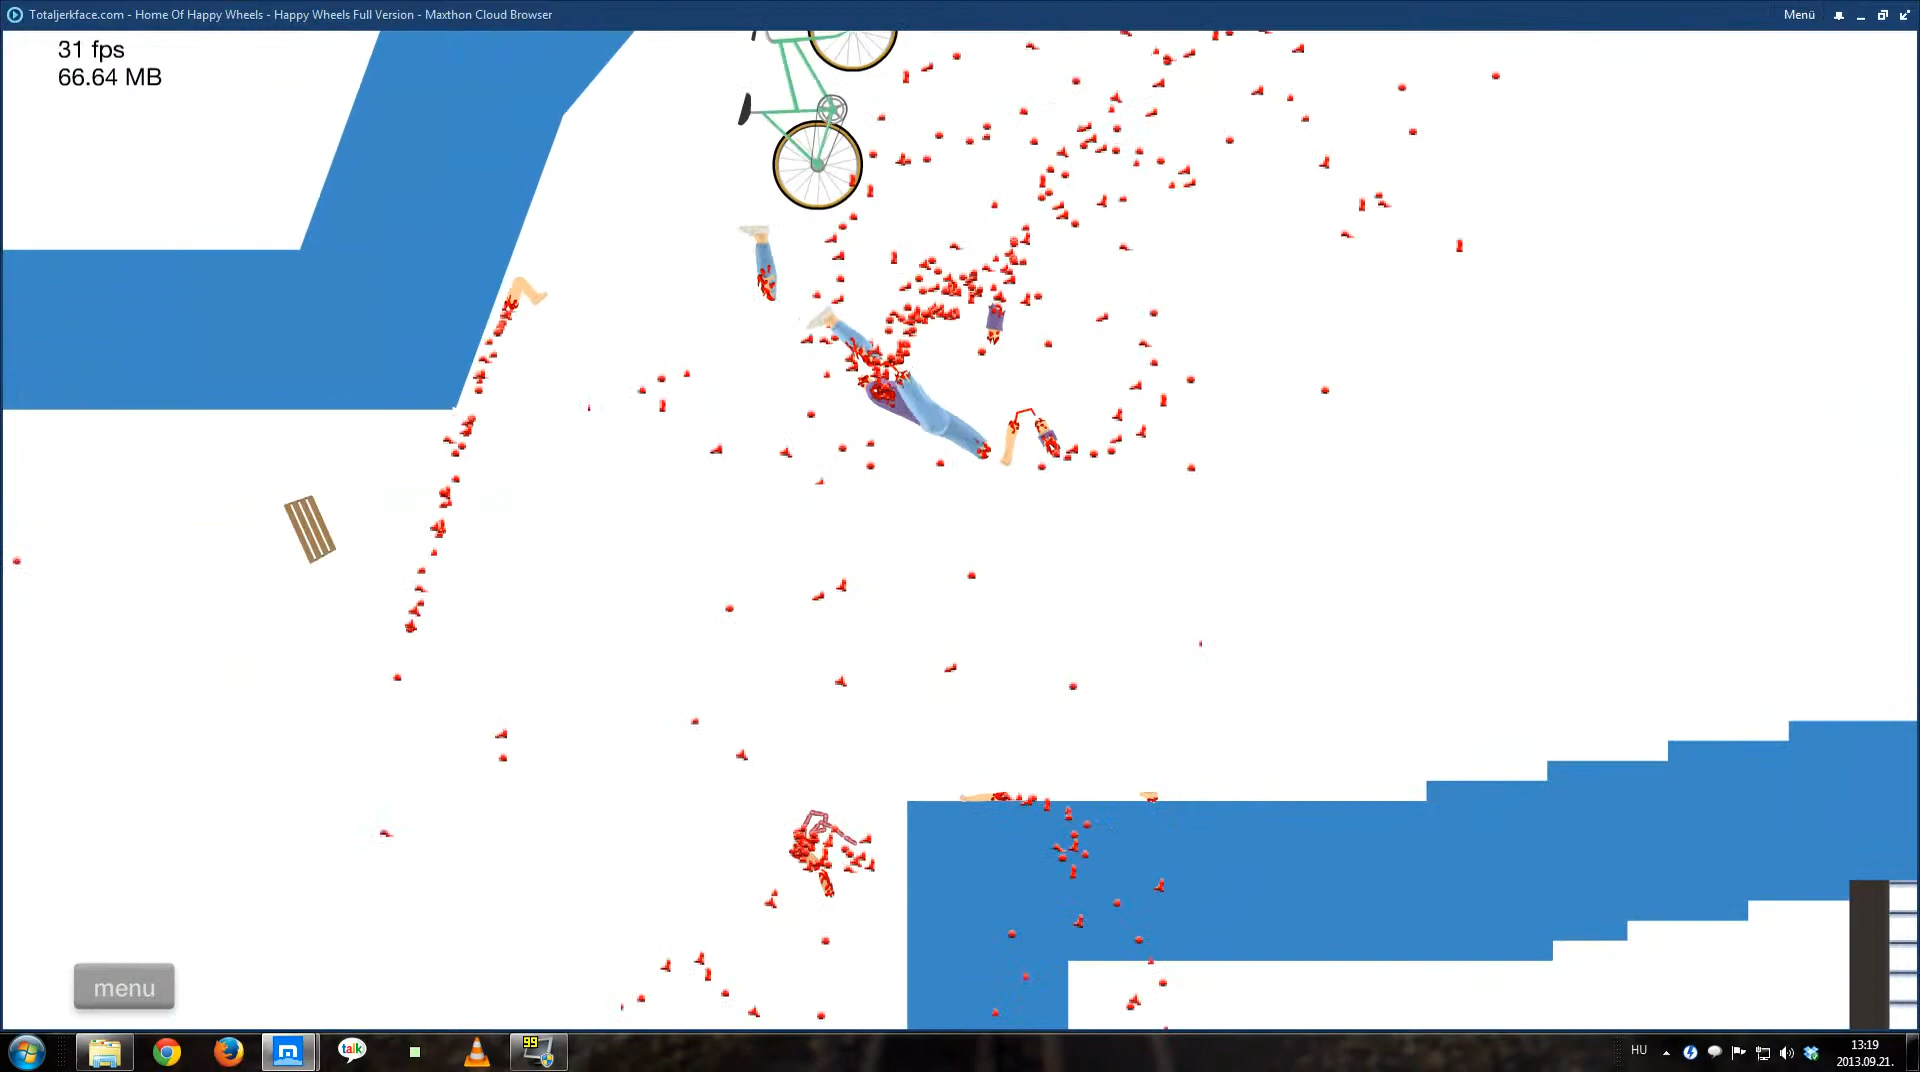 Totaljerkface.com - Home Of Happy Wheels - Happy Wheels Full Version - Maxthon Cloud Browser
Menü
31 fps
66.64 MB
menu
talk
99
HU
13:19
2013.09.21.